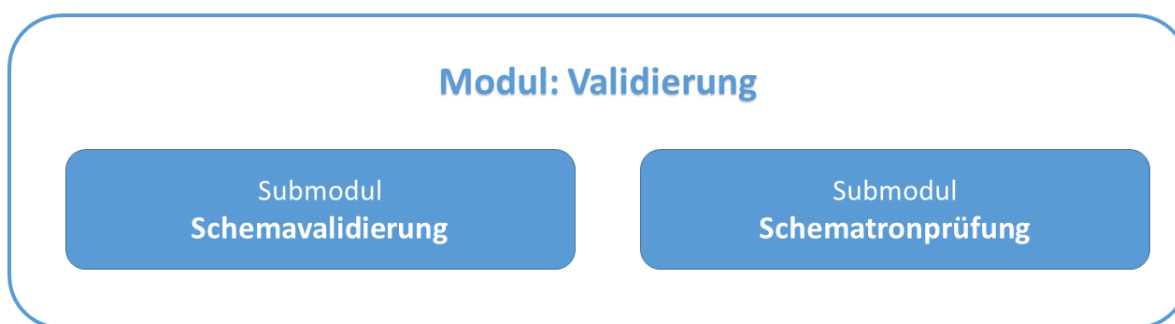 Modul: Validierung
Submodul
Schemavalidierung
Submodul
Schematronprüfung